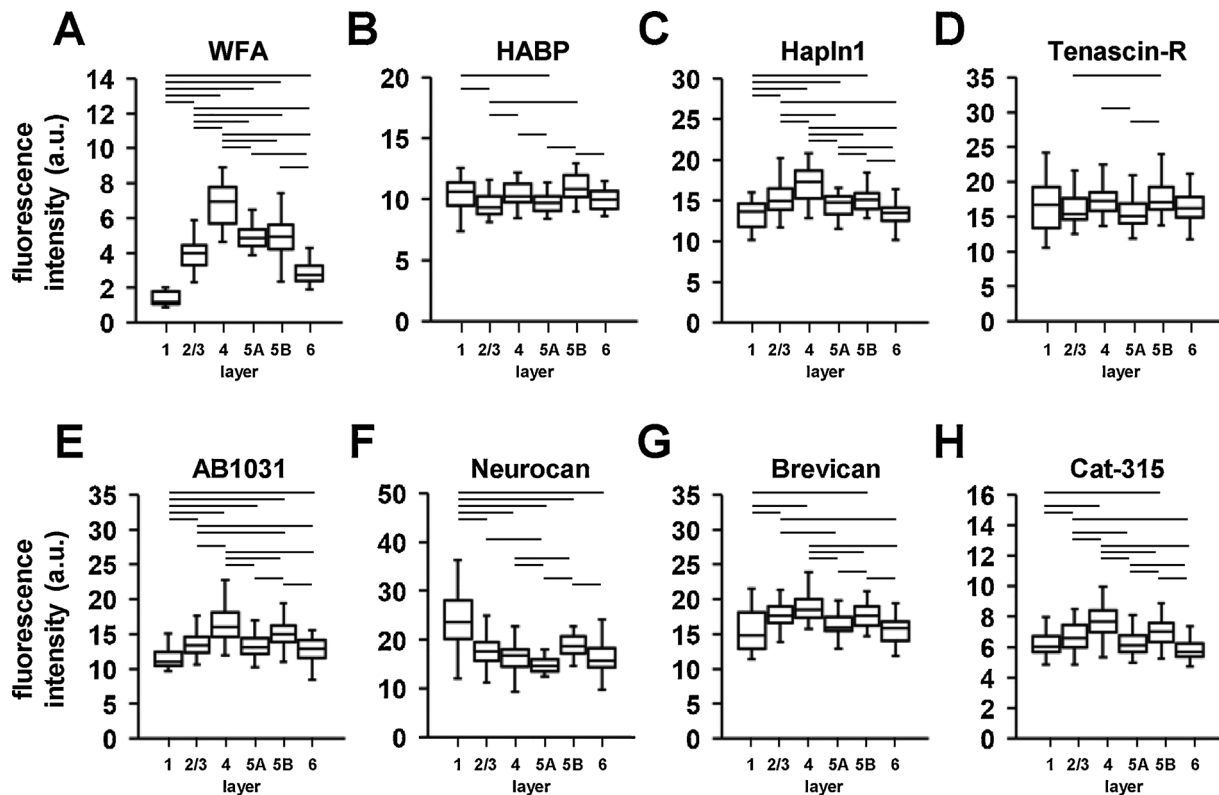 A
WFA
B
HABP
C
Hapln1
D
Tenascin-R
fluorescence
intensity (a.u.)
14
12
10
8
6
4
2
0
20
15
10
5
0
30
25
20
15
10
5
0
35
30
25
20
15
10
5
0
1 2/3 4 5A 5B 6
layer
1 2/3 4 5A 5B 6
layer
1 2/3 4 5A 5B 6
layer
1 2/3 4 5A 5B 6
layer
E
AB1031
F
Neurocan
G
Brevican
H
Cat-315
fluorescence
intensity (a.u.)
35
30
25
20
15
10
5
0
50
40
30
20
10
0
35
30
25
20
15
10
5
0
16
14
12
10
8
6
4
2
0
1 2/3 4 5A 5B 6
layer
1 2/3 4 5A 5B 6
layer
1 2/3 4 5A 5B 6
layer
1 2/3 4 5A 5B 6
layer